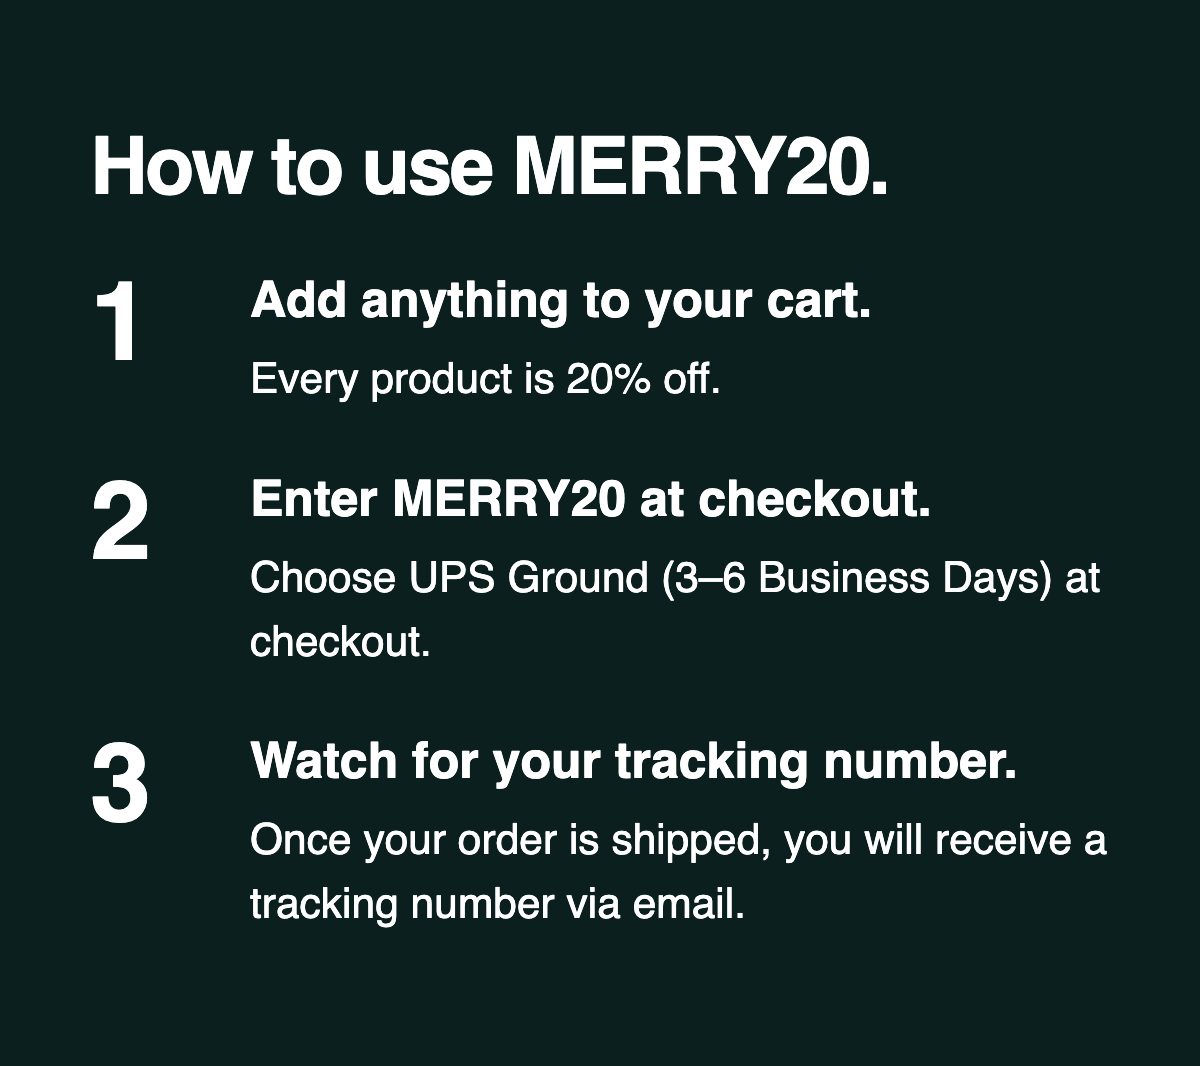 How to use MERRY20.
1
Add anything to your cart.
Every product is 20% off.
2
Enter MERRY20 at checkout.
Choose UPS Ground (3–6 Business Days) at
checkout.
3
Watch for your tracking number.
Once your order is shipped, you will receive a
tracking number via email.